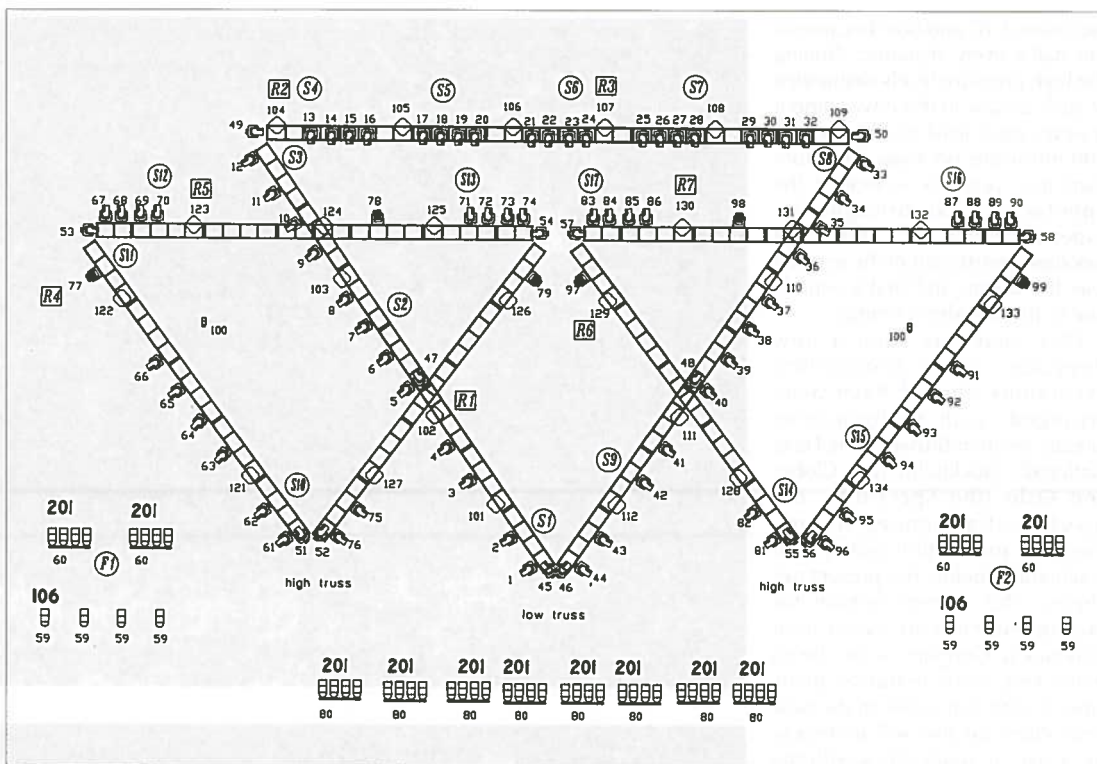 R2 S4 S5 S6 R3 S7
104 105 106 107 108 109
49 13 14 15 16 17 18 19 20 21 22 23 24 25 26 27 28 29 30 31 32 50
12 S3 S8 33
S12 S13 S17 S16
11 34
67 68 69 70 R5 78 71 72 73 74 83 84 85 86 R7 98 87 88 89 90
53 123 10 124 125 54 57 130 131 35 132 58
S11 9 36
77 103 S2 79 97 110 99
R4 122 8 126 129 37 133
100 7 R6 38 100
66 6 47 48 39 91
65 5 R1 40 92
64 102 111 93
63 4 41 S15 94
121 127 3 S9 42 128 S14 134
62 S10 75 101 S1 112 82 95
201 201 201 201
61 51 52 76 2 43 81 55 56 96
60 F1 60 60 F2 60
high truss 1 45 46 44 high truss
106 low truss 106
59 59 59 59 59 59 59 59
201 201 201 201 201 201 201 201
80 80 80 80 80 80 80 80